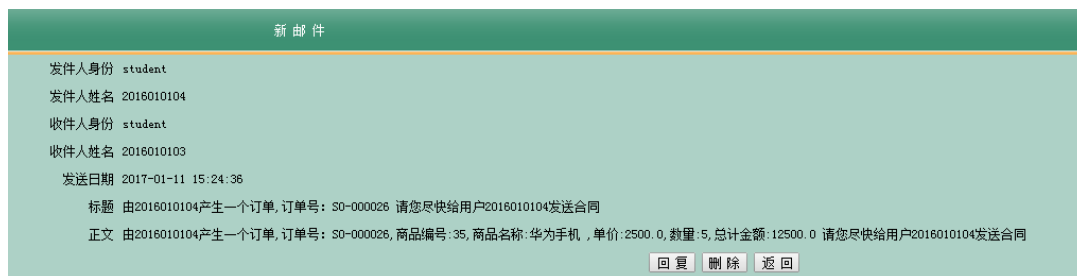 新 邮 件
发件人身份 student
发件人姓名 2016010104
收件人身份 student
收件人姓名 2016010103
发送日期 2017-01-11 15:24:36
标题 由2016010104产生一个订单,订单号: SO-000026 请您尽快给用户2016010104发送合同
正文 由2016010104产生一个订单,订单号: SO-000026,商品编号:35,商品名称:华为手机 ,单价:2500.0,数量:5,总计金额:12500.0 请您尽快给用户2016010104发送合同
回 复 删 除 返 回